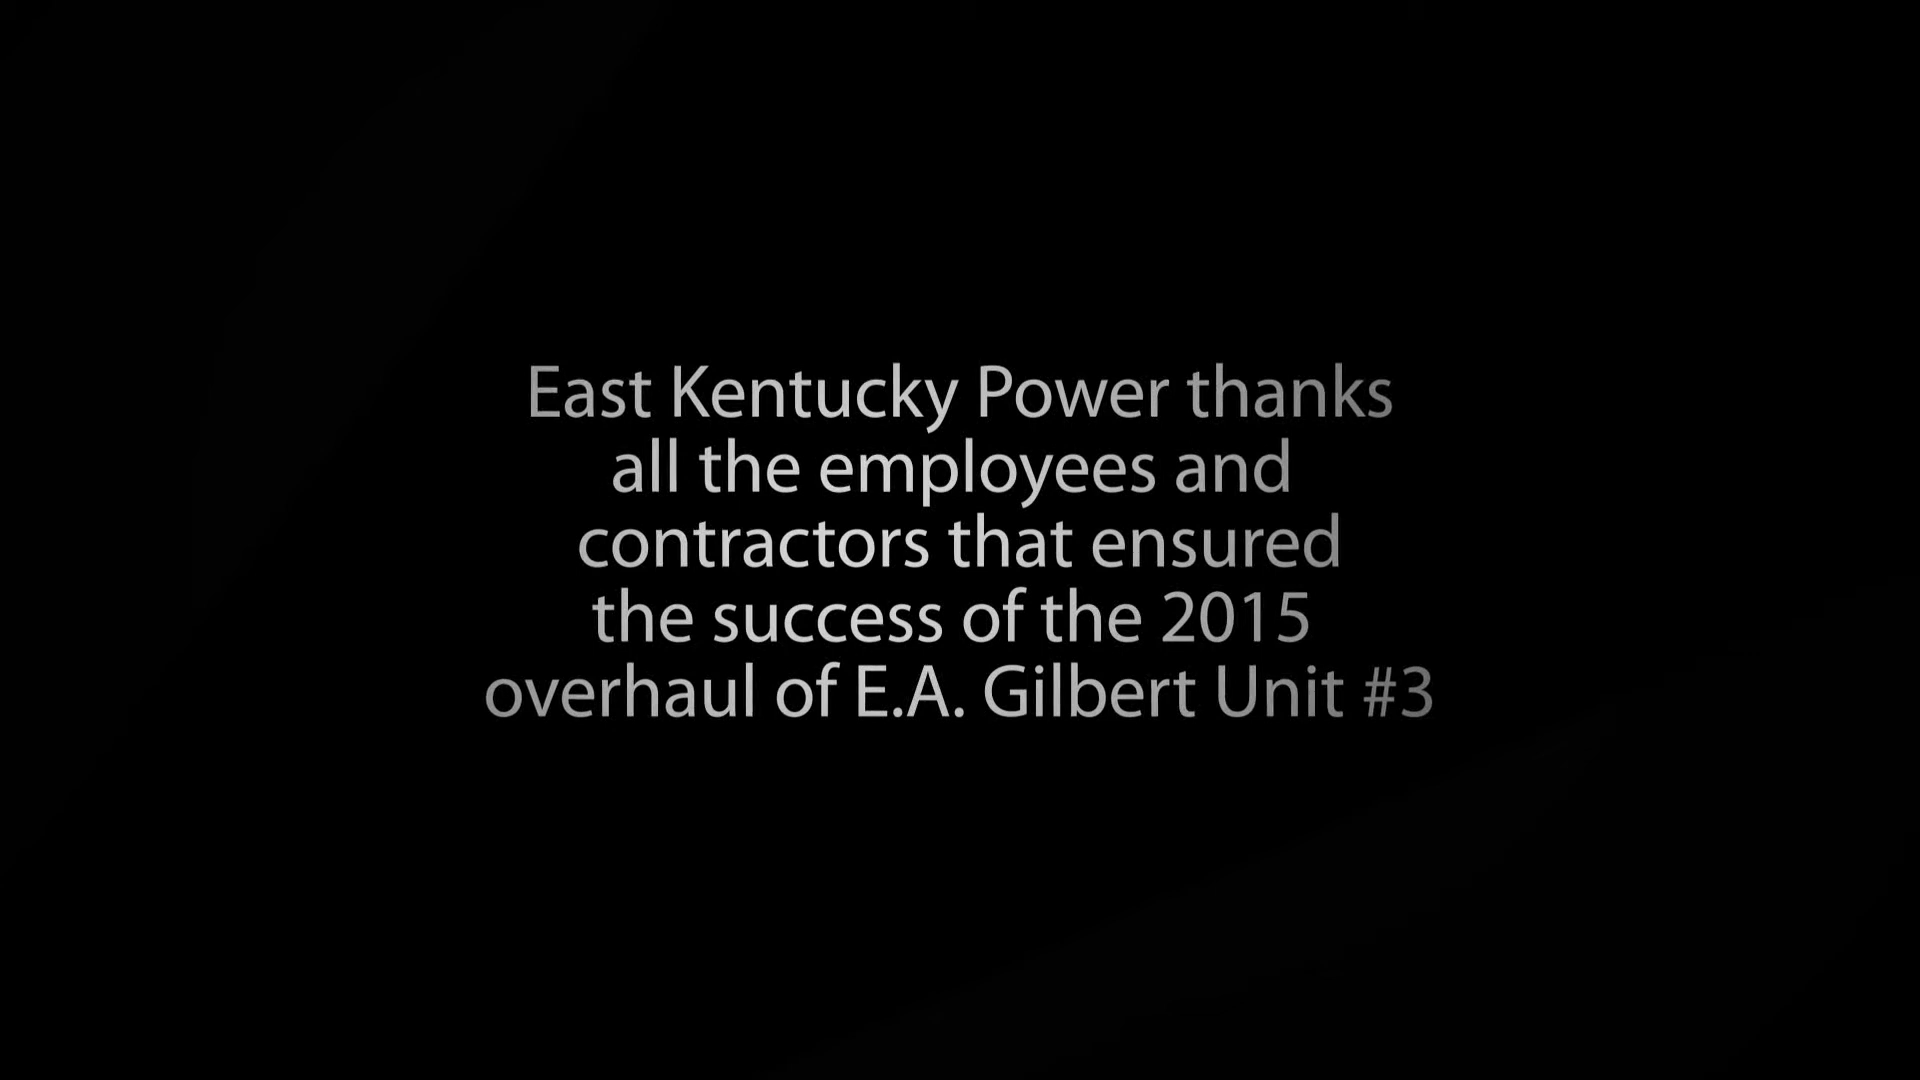 East Kentucky Power thanks
all the employees and
contractors that ensured
the success of the 2015
overhaul of E.A. Gilbert Unit #3